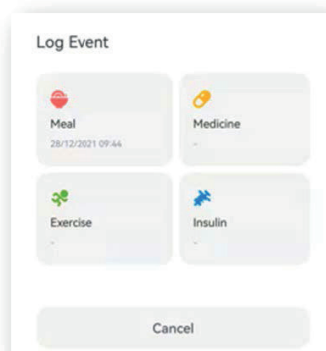 Log Event
Meal
28/12/2021 09:44
Medicine
-
Exercise
-
Insulin
-
Cancel